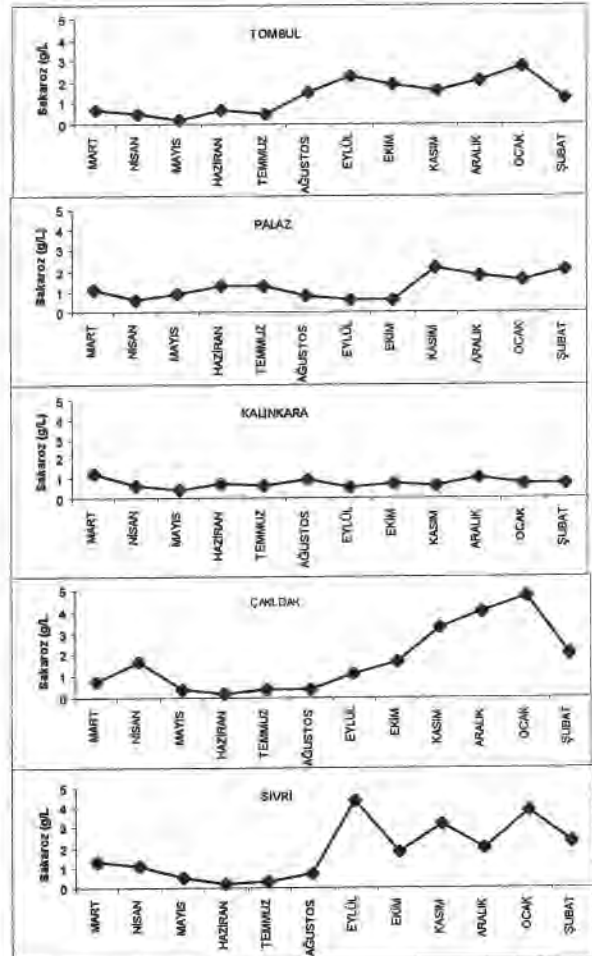 TOMBUL
Sakaroz (g/L
5
4
3
2
1
0
MART
NİSAN
MAYIS
HAZİRAN
TEMMUZ
AĞUSTOS
EYLÜL
EKİM
KASIM
ARALIK
OCAK
ŞUBAT
PALAZ
Sakaroz (g/L)
5
4
3
2
1
0
MART
NİSAN
MAYIS
HAZİRAN
TEMMUZ
AĞUSTOS
EYLÜL
EKİM
KASIM
ARALIK
OCAK
ŞUBAT
KALINKARA
Sakaroz (g/L)
5
4
3
2
1
0
MART
NİSAN
MAYIS
HAZİRAN
TEMMUZ
AĞUSTOS
EYLÜL
EKİM
KASIM
ARALIK
OCAK
ŞUBAT
ÇAKILDAK
Sakaroz (g/L
5
4
3
2
1
0
MART
NİSAN
MAYIS
HAZİRAN
TEMMUZ
AĞUSTOS
EYLÜL
EKİM
KASIM
ARALIK
OCAK
ŞUBAT
SİVRİ
Sakaroz (g/L
5
4
3
2
1
0
MART
NİSAN
MAYIS
HAZİRAN
TEMMUZ
AĞUSTOS
EYLÜL
EKİM
KASIM
ARALIK
OCAK
ŞUBAT